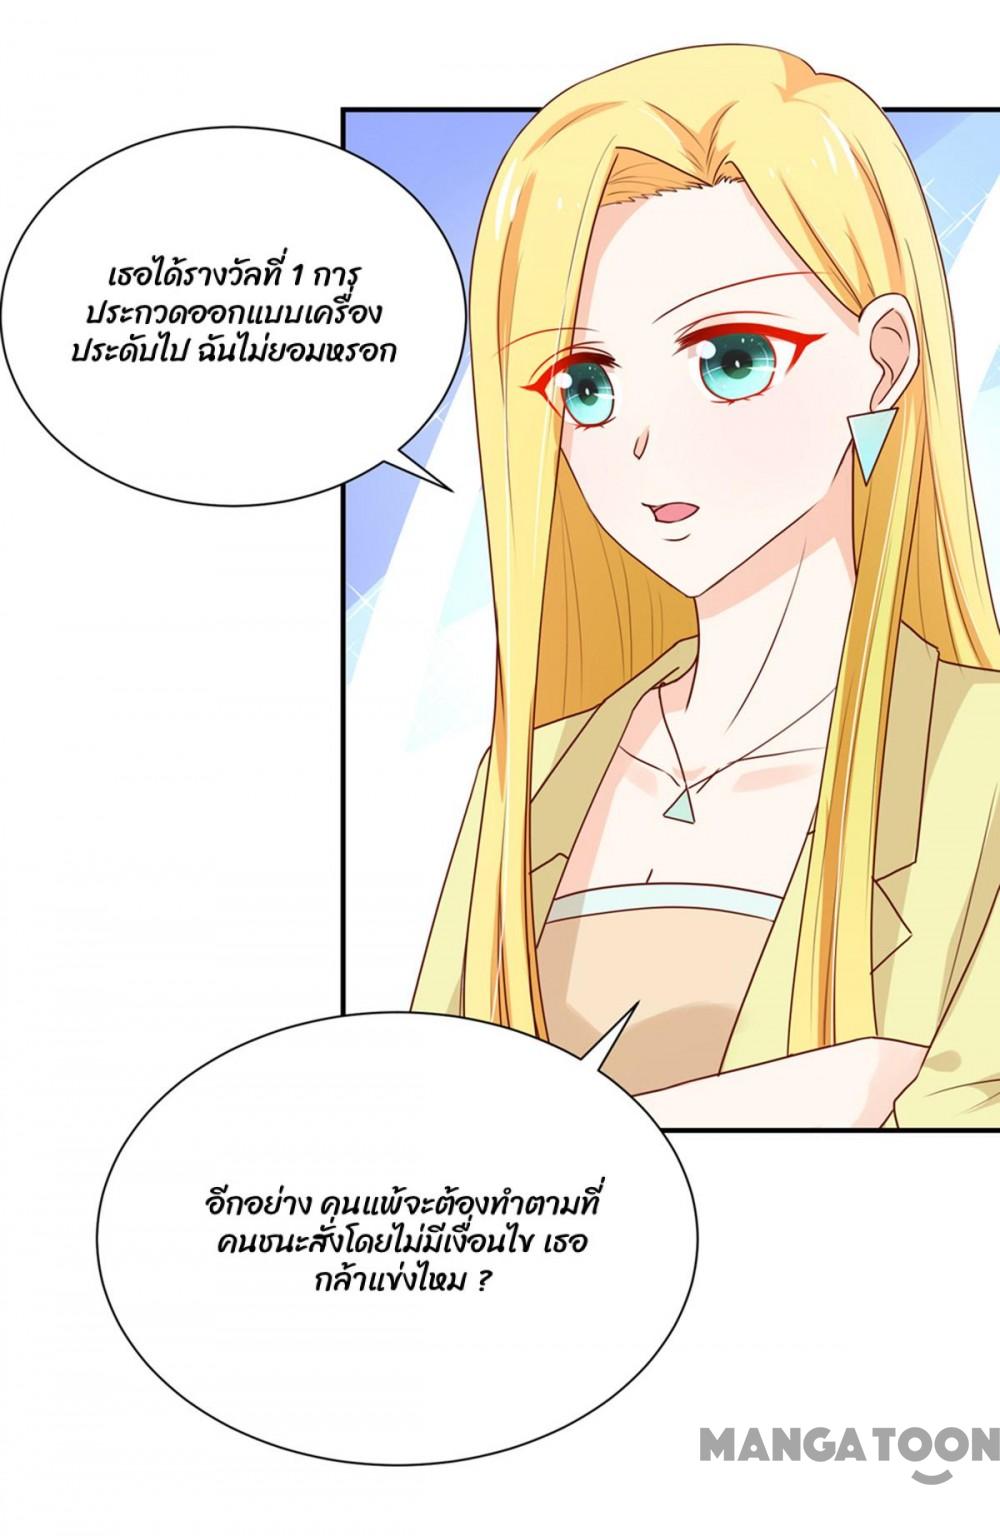 เธอได้รางวัลที่ 1 การ
ประกวดออกแบบเครื่อง
ประดับไป ฉันไม่ยอมหรอก
อีกอย่าง คนแพ้จะต้องทำตามที่
คนชนะสั่งโดยไม่มีเงื่อนไข เธอ
กล้าแข่งไหม ?
MANGATOON